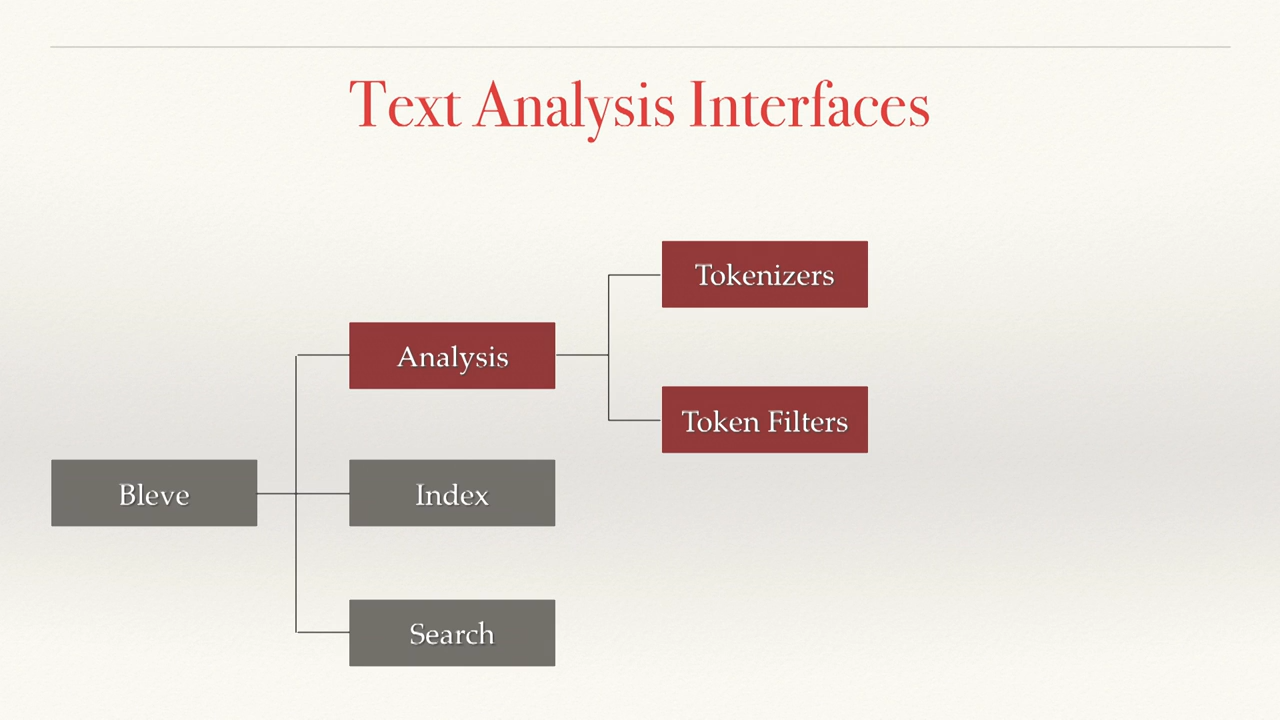 Text Analysis Interfaces
Tokenizers
Analysis
Token Filters
Bleve
Index
Search